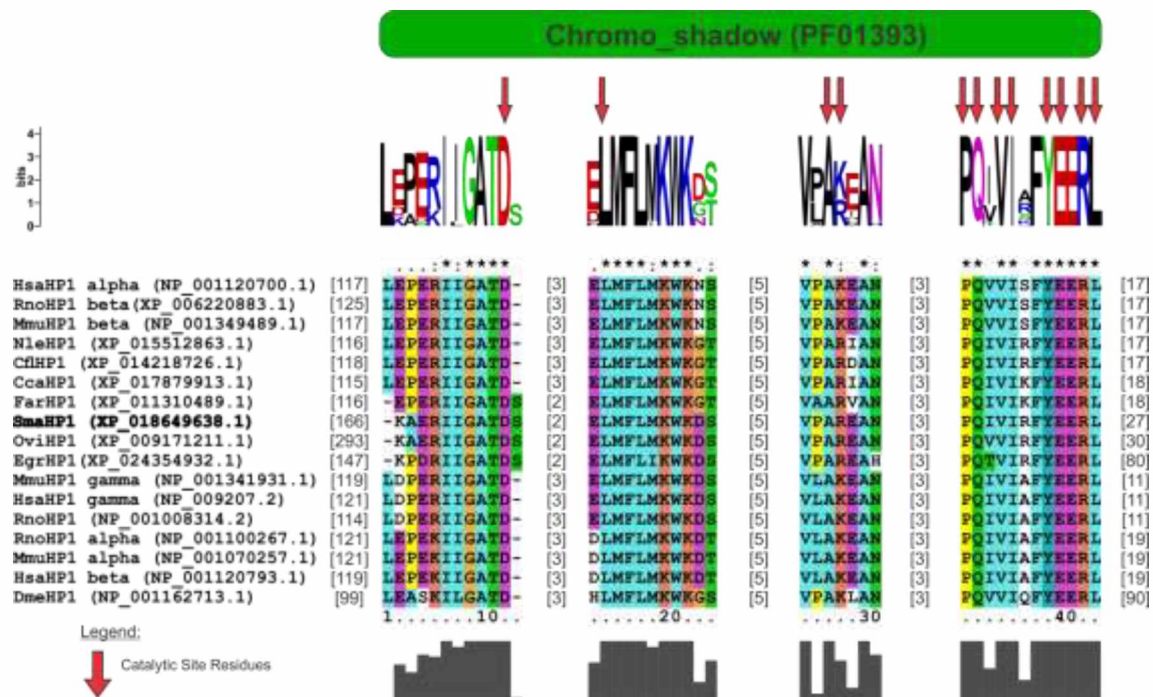 Chromo_shadow (PF01393)
4
3
2
1
0
bits
HsaHP1 alpha (NP_001120700.1) [117] LEPERIIGATD- [3] ELMFLMKWKNS [5] VPAKEAN [3] PQVVISFYEERL [17]
RnoHP1 beta(XP_006220883.1) [125] LEPERIIGATD- [3] ELMFLMKWKNS [5] VPAKEAN [3] PQVVISFYEERL [17]
MmuHP1 beta (NP_001349489.1) [117] LEPERIIGATD- [3] ELMFLMKWKNS [5] VPAKEAN [3] PQVVISFYEERL [17]
NleHP1 (XP_015512863.1) [116] LEPERIIGATD- [3] ELMFLMKWKGT [5] VPARIAN [3] PQVVIRFYEERL [17]
CflHP1 (XP_014218726.1) [118] LEPERIIGATD- [3] ELMFLMKWKGT [5] VPARIAN [3] PQVVIRFYEERL [17]
CcaHP1 (XP_017879913.1) [115] LEPERIIGATD- [3] ELMFLMKWKGT [5] VPARIAN [3] PQVVIKFYEERL [18]
FarHP1 (XP_011310489.1) [116] -EPERIIGATDS [2] ELMFLMKWKGT [5] VAARVAN [3] PQVVIKFYEERL [18]
SmaHP1 (XP_018649638.1) [166] -KAERIIGATDS [2] ELMFLMKWKDS [5] VPAREAN [3] PQVVIRFYEERL [27]
OviHP1 (XP_009171211.1) [293] -KAERIIGATDS [2] ELMFLMKWKDS [5] VPAREAN [3] PQVVIRFYEERL [30]
EgrHP1(XP_024354932.1) [147] -KPDRIIGATDS [2] ELMFLIKWKDS [5] VPAREAH [3] PQTVIRFYEERL [80]
MmuHP1 gamma (NP_001341931.1) [119] LDPERIIGATD- [3] ELMFLMKWKDS [5] VLAKEAN [3] PQIVIAFYEERL [11]
HsaHP1 gamma (NP_009207.2) [121] LDPERIIGATD- [3] ELMFLMKWKDS [5] VLAKEAN [3] PQIVIAFYEERL [11]
RnoHP1 (NP_001008314.2) [114] LDPERIIGATD- [3] ELMFLMKWKDS [5] VLAKEAN [3] PQIVIAFYEERL [11]
RnoHP1 alpha (NP_001100267.1) [121] LEPEKIIGATD- [3] DLMFLMKWKDT [5] VLAKEAN [3] PQIVIAFYEERL [19]
MmuHP1 alpha (NP_001070257.1) [121] LEPEKIIGATD- [3] DLMFLMKWKDT [5] VLAKEAN [3] PQIVIAFYEERL [19]
HsaHP1 beta (NP_001120793.1) [119] LEPEKIIGATD- [3] DLMFLMKWKDT [5] VLAKEAN [3] PQIVIAFYEERL [19]
DmeHP1 (NP_001162713.1) [99] LEASKIIGATD- [3] HLMFLMKWKGS [5] VPAKLAN [3] PQVVIQFYEERL [90]
1 10 20 30 40
Legend:
Catalytic Site Residues